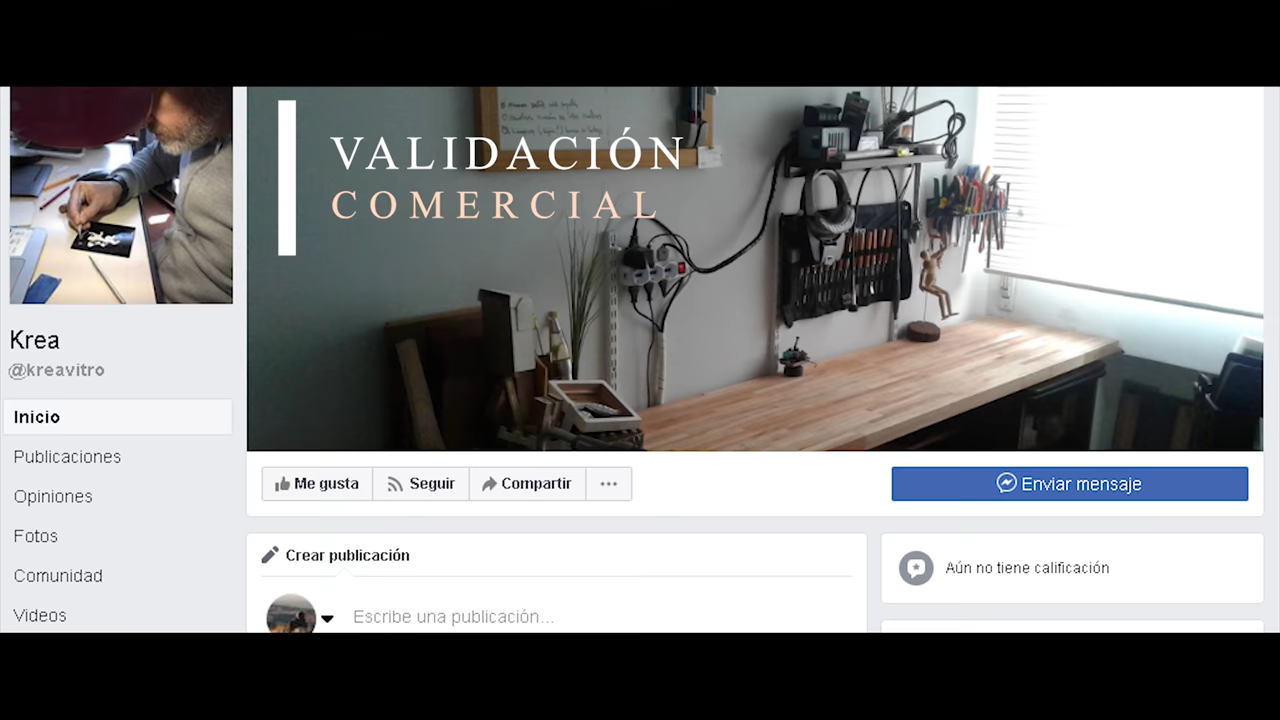 VALIDACIÓN
COMERCIAL
Krea
@kreavitro
Inicio
Publicaciones
Opiniones
Fotos
Comunidad
Videos
Me gusta
Seguir
Compartir
Enviar mensaje
Crear publicación
Escribe una publicación...
Aún no tiene calificación